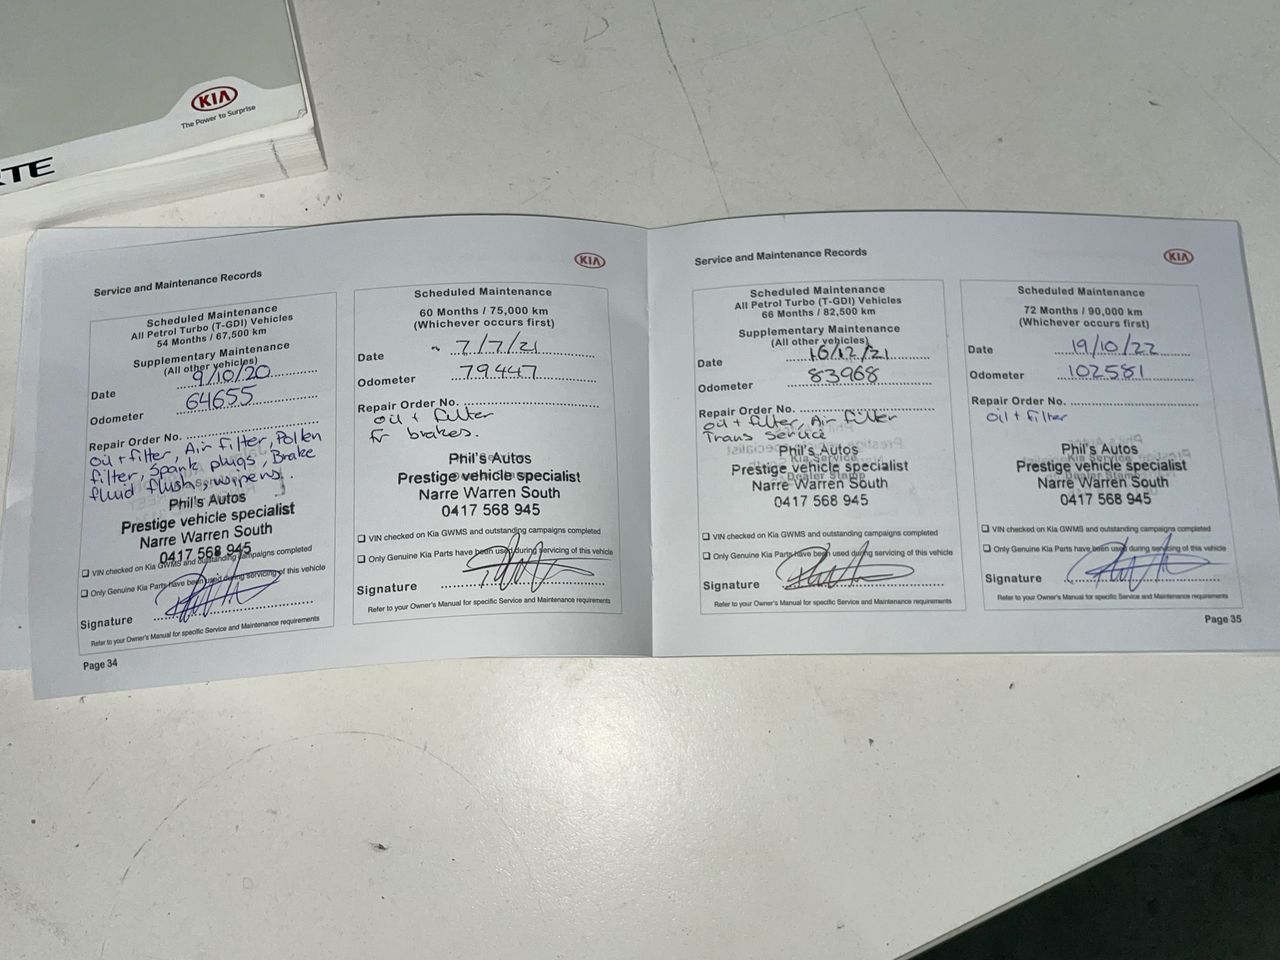 KIA
The Power to Surprise
RTE
Service and Maintenance Records
KIA
Scheduled Maintenance
All Petrol Turbo (T-GDI) Vehicles
54 Months / 67,500 km
Supplementary Maintenance
(All other vehicles)
Date 9/10/20
Odometer 64655
Repair Order No.
oil + filter, Air filter, Pollen
filter, Spark plugs, Brake
fluid flush, wipers.
Phil's Autos
Prestige vehicle specialist
Narre Warren South
0417 568 945
VIN checked on Kia GWMS and outstanding campaigns completed
Only Genuine Kia Parts have been used during servicing of this vehicle
Signature
Refer to your Owner's Manual for specific Service and Maintenance requirements
Page 34
Scheduled Maintenance
60 Months / 75,000 km
(Whichever occurs first)
Date 7/7/21
Odometer 79447
Repair Order No.
oil + filter
Fr brakes.
Phil's Autos
Prestige vehicle specialist
Narre Warren South
0417 568 945
VIN checked on Kia GWMS and outstanding campaigns completed
Only Genuine Kia Parts have been used during servicing of this vehicle
Signature
Refer to your Owner's Manual for specific Service and Maintenance requirements
Service and Maintenance Records
KIA
Scheduled Maintenance
All Petrol Turbo (T-GDI) Vehicles
66 Months / 82,500 km
Supplementary Maintenance
(All other vehicles)
Date 16/12/21
Odometer 83968
Repair Order No.
oil + filter, Air filter
Trans Service
Phil's Autos
Prestige vehicle specialist
Narre Warren South
0417 568 945
VIN checked on Kia GWMS and outstanding campaigns completed
Only Genuine Kia Parts have been used during servicing of this vehicle
Signature
Refer to your Owner's Manual for specific Service and Maintenance requirements
Scheduled Maintenance
72 Months / 90,000 km
(Whichever occurs first)
Date 19/10/22
Odometer 102581
Repair Order No.
oil + filter
Phil's Autos
Prestige vehicle specialist
Narre Warren South
0417 568 945
VIN checked on Kia GWMS and outstanding campaigns completed
Only Genuine Kia Parts have been used during servicing of this vehicle
Signature
Refer to your Owner's Manual for specific Service and Maintenance requirements
Page 35